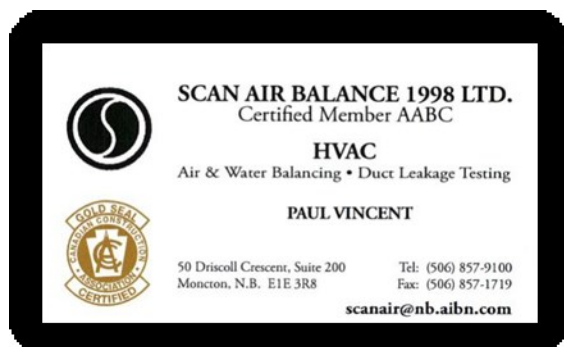 SCAN AIR BALANCE 1998 LTD.
Certified Member AABC
HVAC
Air & Water Balancing • Duct Leakage Testing
PAUL VINCENT
50 Driscoll Crescent, Suite 200
Moncton, N.B. E1E 3R8
Tel: (506) 857-9100
Fax: (506) 857-1719
scanair@nb.aibn.com
GOLD SEAL
CANADIAN CONSTRUCTION
CCA
ASSOCIATION
CERTIFIED